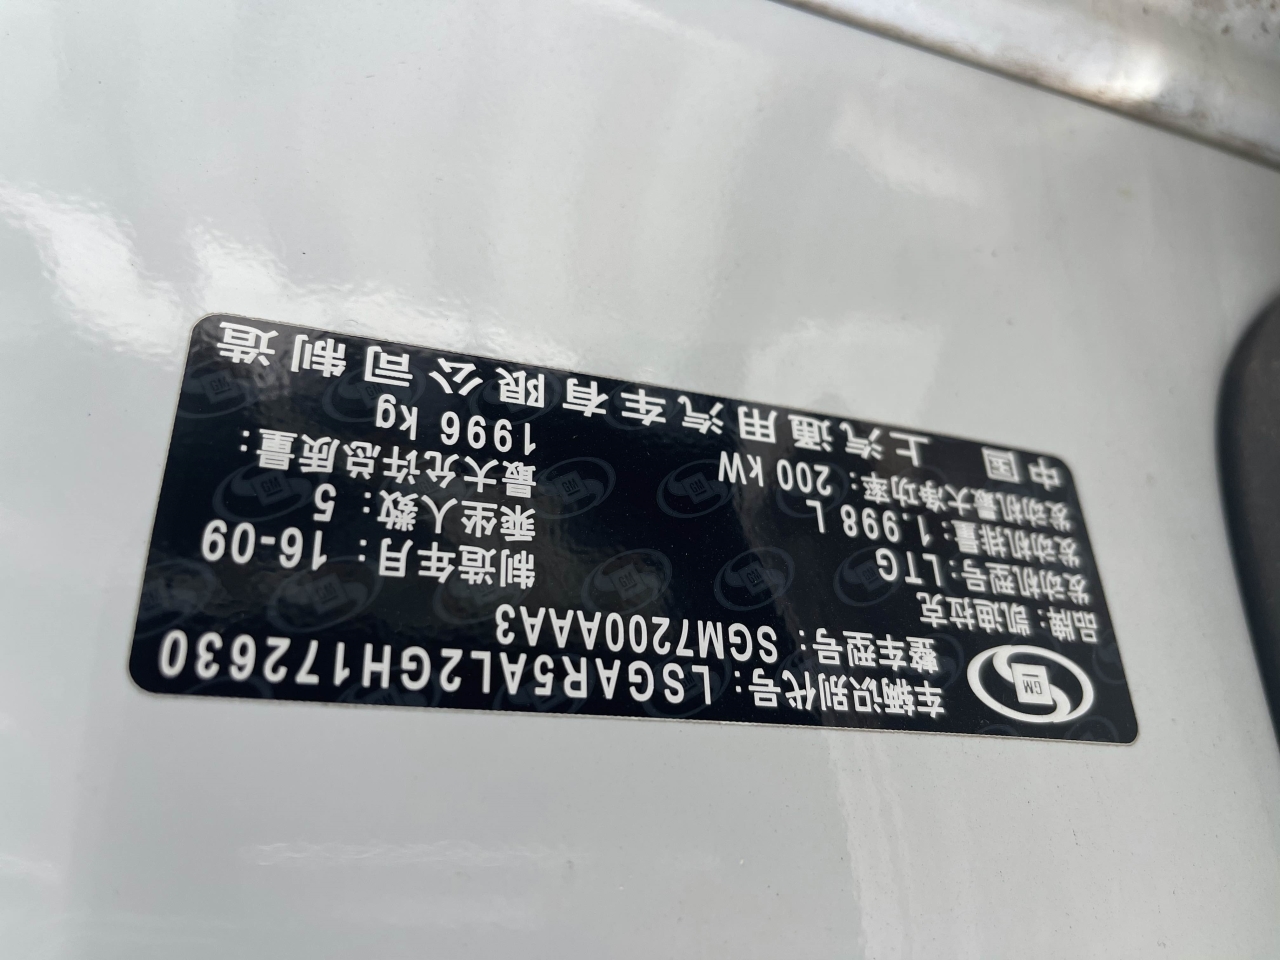 车辆识别代号：LSGAR5AL2GH172630
整车型号：SGM7200AAA3
品牌：凯迪拉克
制造年月：16-09
发动机型号：LTG
乘坐人数：5
发动机排量：1.998 L
最大允许总质量：
发动机最大净功率：200 kW
1996 kg
中国 上汽通用汽车有限公司制造
GM